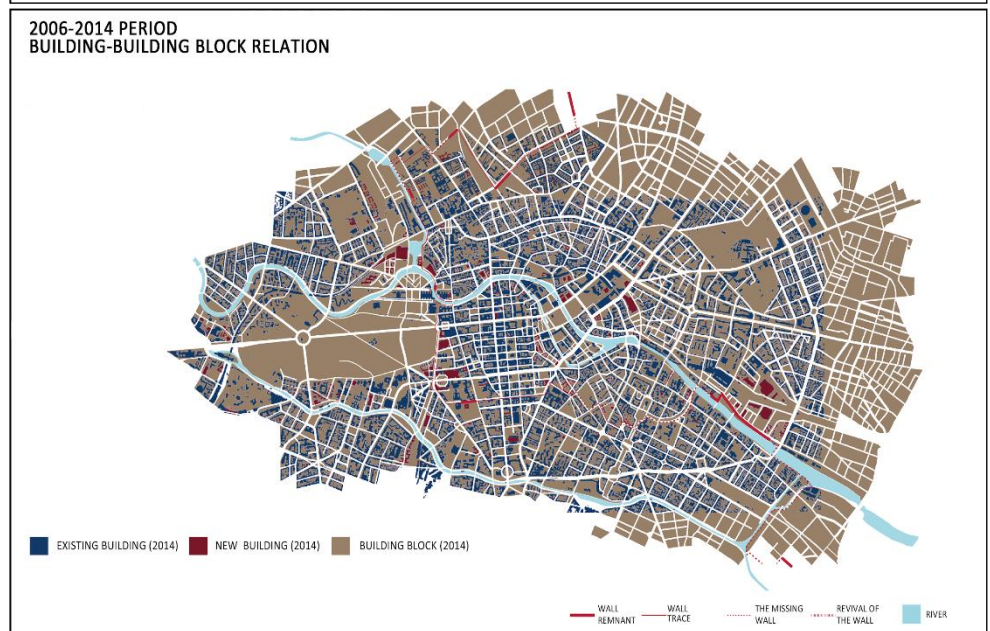 2006-2014 PERIOD
BUILDING-BUILDING BLOCK RELATION
EXISTING BUILDING (2014)
NEW BUILDING (2014)
BUILDING BLOCK (2014)
WALL
REMNANT
WALL
TRACE
THE MISSING
WALL
REVIVAL OF
THE WALL
RIVER